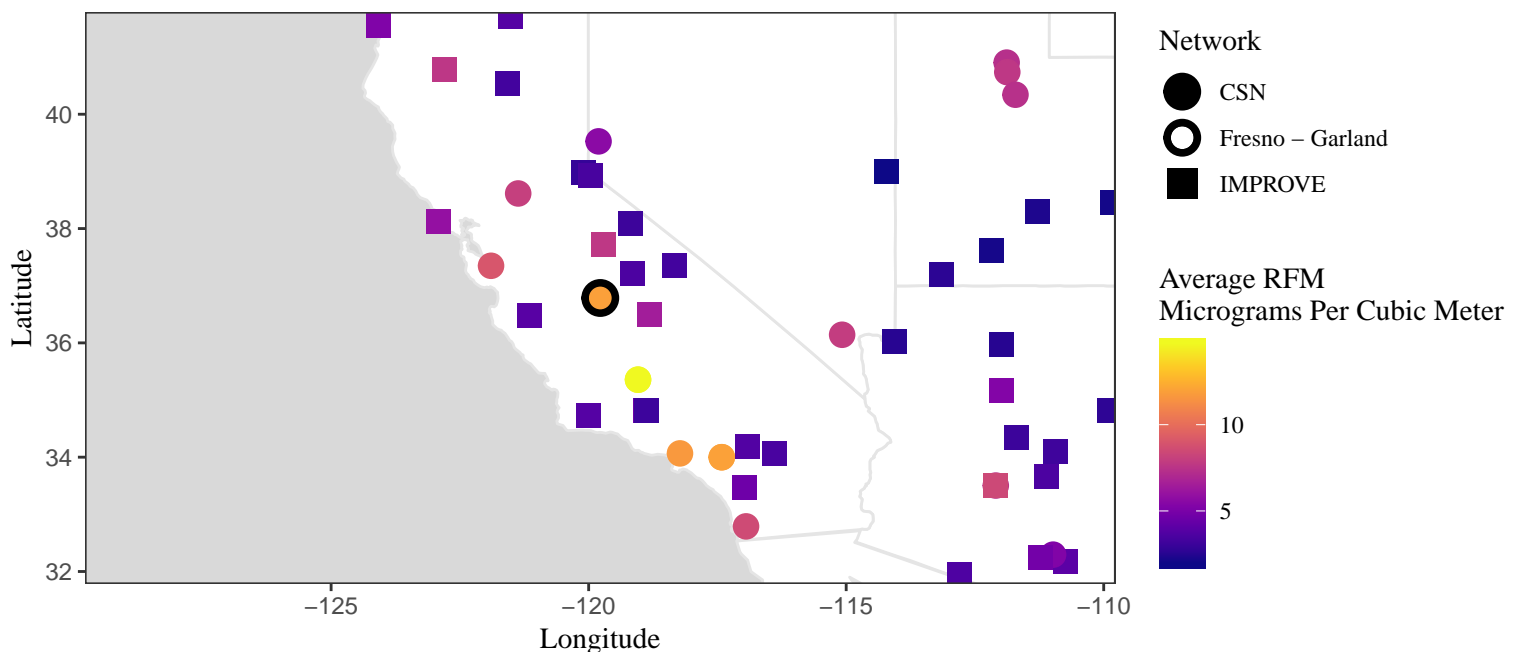 40
38
36
34
32
Latitude
−125
−120
−115
−110
Longitude
Network
CSN
Fresno − Garland
IMPROVE
Average RFM
Micrograms Per Cubic Meter
10
5